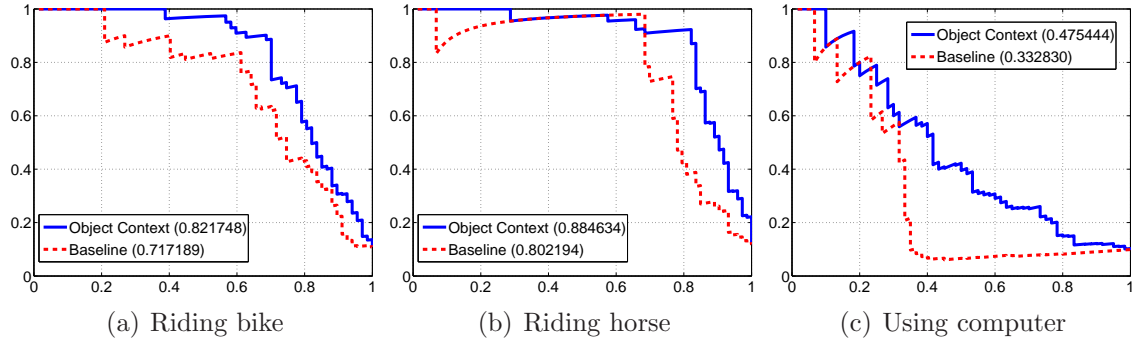 1
0.8
0.6
0.4
0.2
0
0 0.2 0.4 0.6 0.8 1
Object Context (0.821748)
Baseline (0.717189)
(a) Riding bike
1
0.8
0.6
0.4
0.2
0
0 0.2 0.4 0.6 0.8 1
Object Context (0.884634)
Baseline (0.802194)
(b) Riding horse
1
0.8
0.6
0.4
0.2
0
0 0.2 0.4 0.6 0.8 1
Object Context (0.475444)
Baseline (0.332830)
(c) Using computer